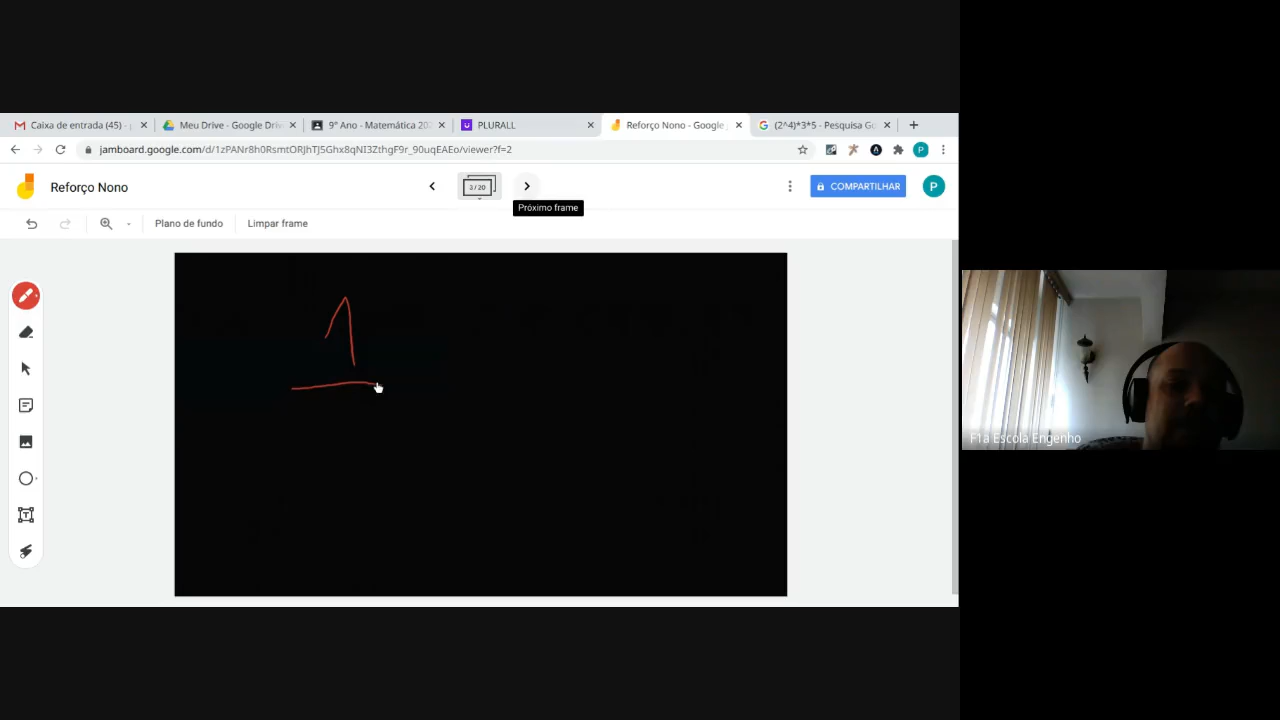 Caixa de entrada (45) -
Meu Drive - Google Driv
9º Ano - Matemática 202
PLURALL
Reforço Nono - Google
(2^4)*3*5 - Pesquisa Go
jamboard.google.com/d/1zPANr8h0RsmtORJhTJ5Ghx8qNI3ZthgF9r_90uqEAEo/viewer?f=2
P
Reforço Nono
3 / 20
COMPARTILHAR
P
Próximo frame
Plano de fundo
Limpar frame
1
F1a Escola Engenho